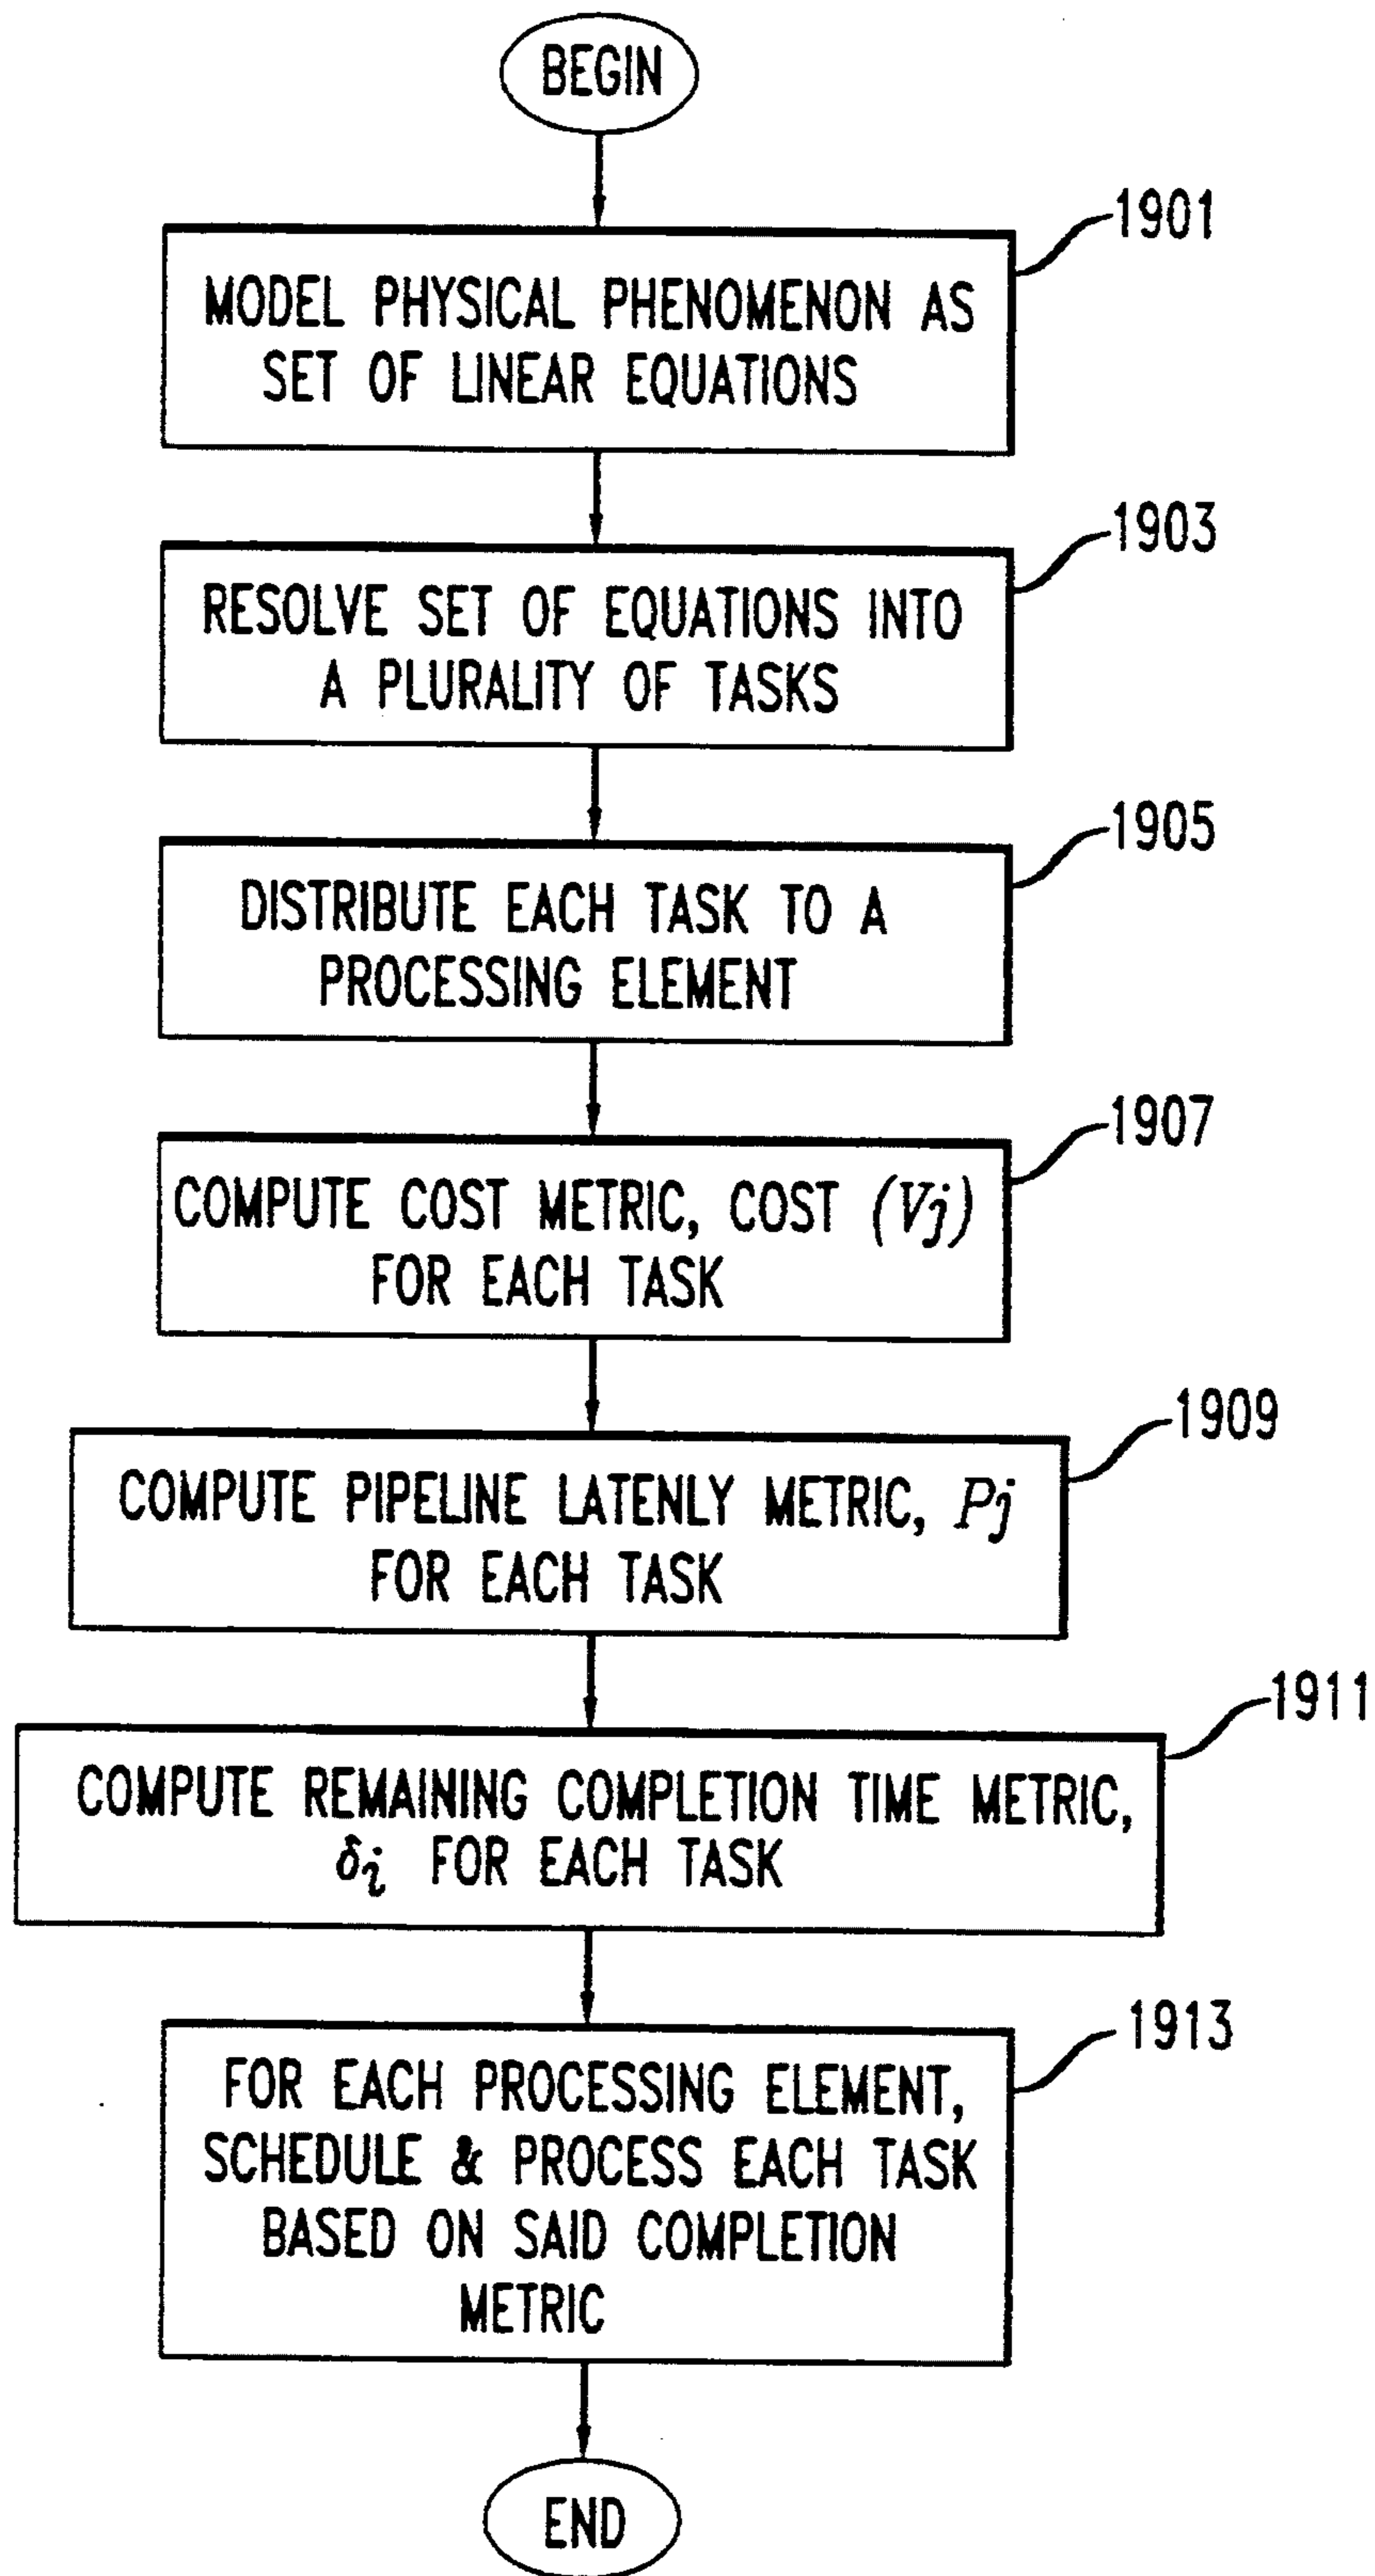 BEGIN
1901
MODEL PHYSICAL PHENOMENON AS
SET OF LINEAR EQUATIONS
1903
RESOLVE SET OF EQUATIONS INTO
A PLURALITY OF TASKS
1905
DISTRIBUTE EACH TASK TO A
PROCESSING ELEMENT
1907
COMPUTE COST METRIC, COST (Vj)
FOR EACH TASK
1909
COMPUTE PIPELINE LATENLY METRIC, Pj
FOR EACH TASK
1911
COMPUTE REMAINING COMPLETION TIME METRIC,
δi FOR EACH TASK
1913
FOR EACH PROCESSING ELEMENT,
SCHEDULE & PROCESS EACH TASK
BASED ON SAID COMPLETION
METRIC
END